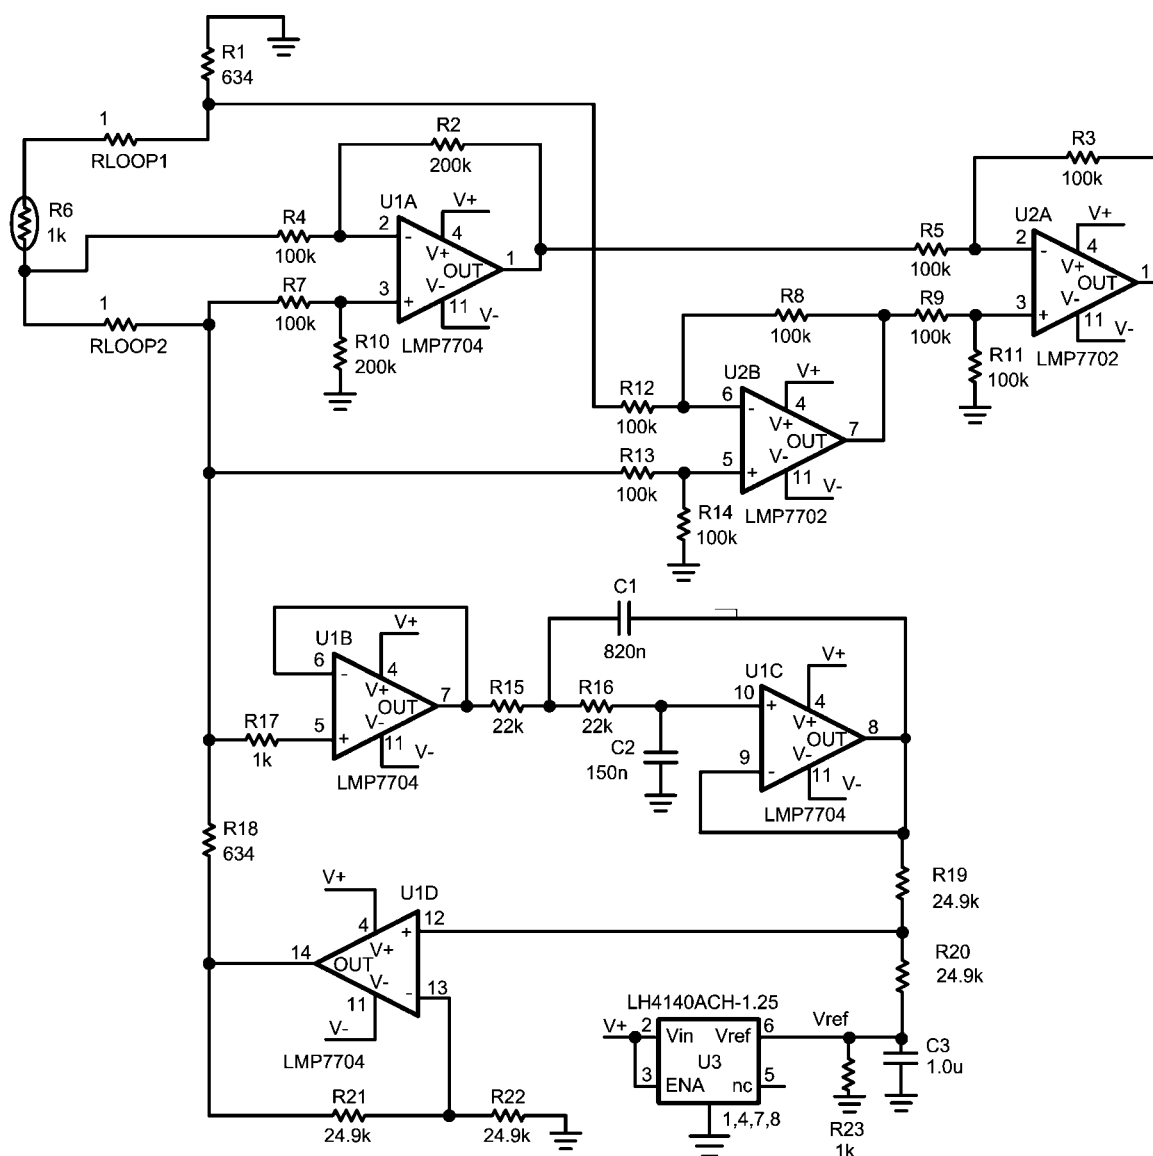 R1
634
1
RLOOP1
R6
1k
1
RLOOP2
R2
200k
R4
100k
R7
100k
R10
200k
U1A
V+
2
-
4
V+
OUT
1
V-
3
+
11
V-
LMP7704
R3
100k
R5
100k
U2A
V+
2
-
4
V+
OUT
1
V-
3
+
11
V-
LMP7702
R8
100k
R9
100k
R11
100k
R12
100k
R13
100k
R14
100k
U2B
V+
6
-
4
V+
OUT
7
V-
5
+
11
V-
LMP7702
C1
820n
U1B
V+
6
-
4
V+
OUT
7
V-
5
+
11
V-
LMP7704
R17
1k
R15
22k
R16
22k
C2
150n
U1C
V+
10
+
4
V+
OUT
8
V-
9
-
11
V-
LMP7704
R18
634
R19
24.9k
R20
24.9k
V+
U1D
4
12
+
V+
14
OUT
V-
-
13
11
V-
LMP7704
R21
24.9k
R22
24.9k
LH4140ACH-1.25
V+
2
Vin
Vref
6
U3
3
ENA
nc
5
1,4,7,8
Vref
R23
1k
C3
1.0u